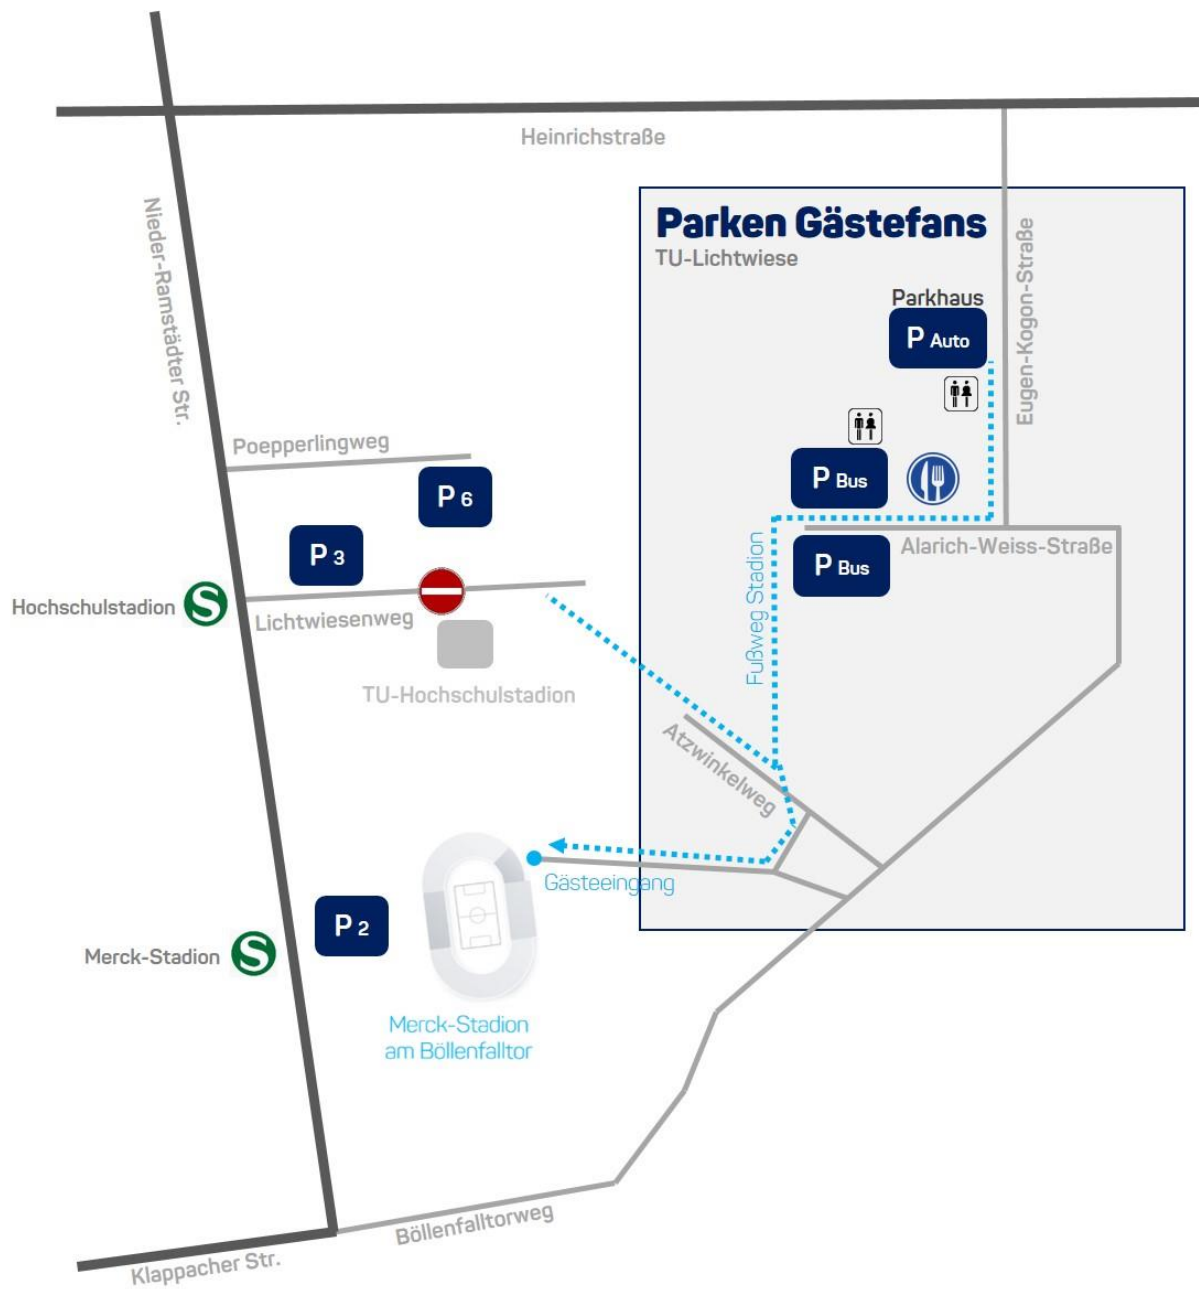 Heinrichstraße
Nieder-Ramstädter Str.
Parken Gästefans
TU-Lichtwiese
Parkhaus
P Auto
Eugen-Kogon-Straße
Poepperlingweg
P 6
P Bus
P 3
Alarich-Weiss-Straße
P Bus
Fußweg Stadion
Hochschulstadion
S
Lichtwiesenweg
TU-Hochschulstadion
Atzwinkelweg
Gästeeingang
P 2
Merck-Stadion
S
Merck-Stadion
am Böllenfalltor
Böllenfalltorweg
Klappacher Str.